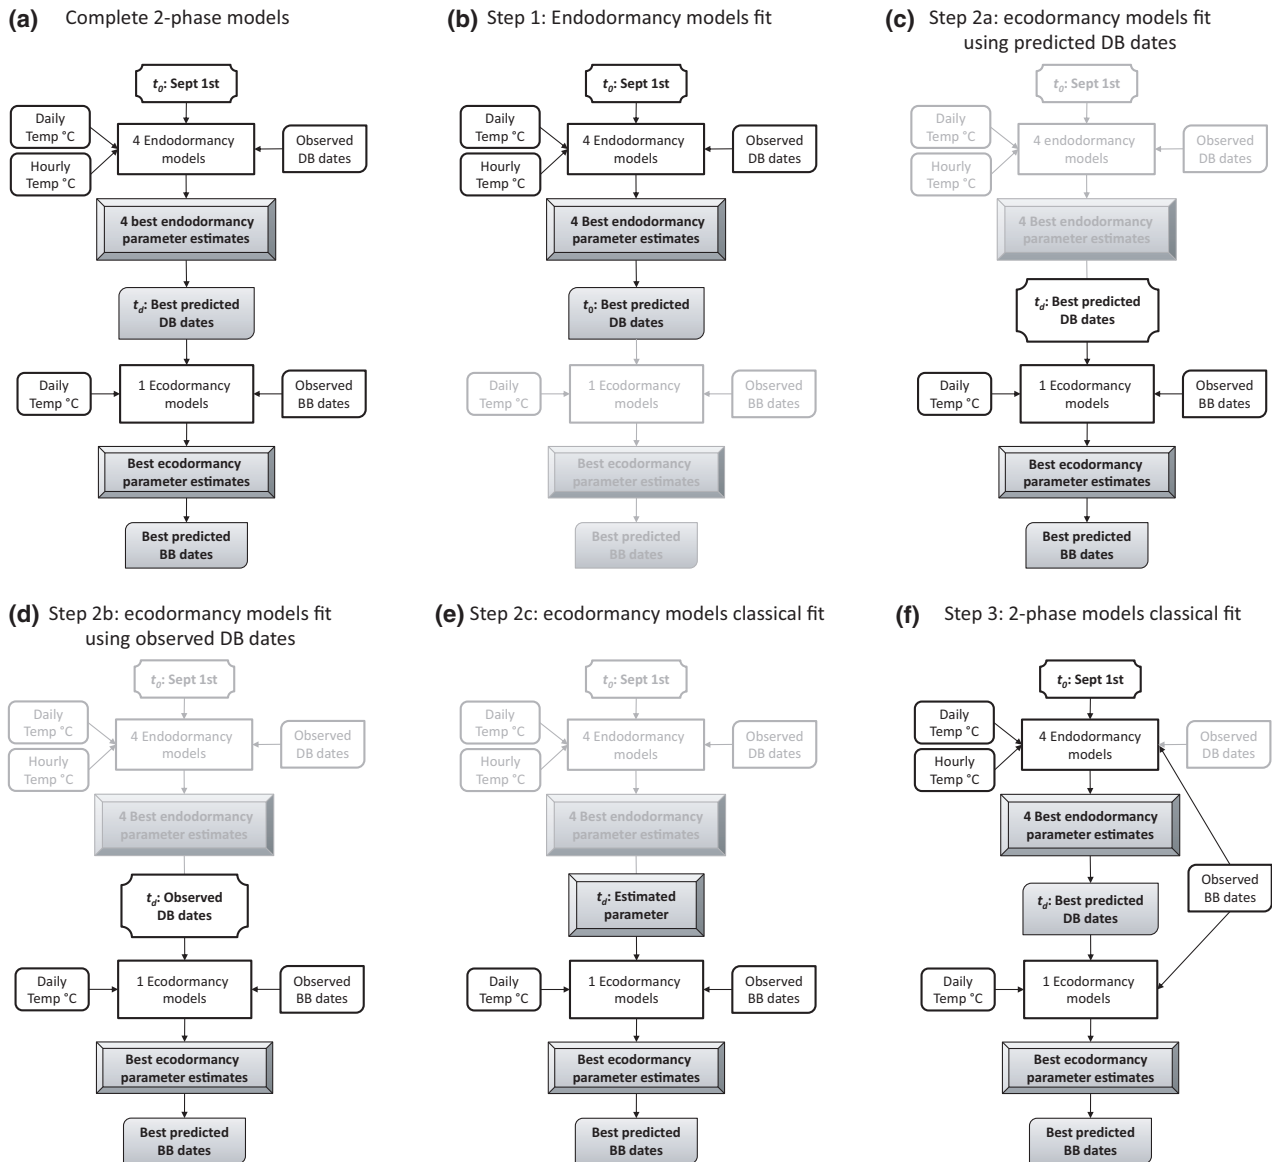 (a) Complete 2-phase models
t0: Sept 1st
Daily
Temp °C
Hourly
Temp °C
4 Endodormancy
models
Observed
DB dates
4 best endodormancy
parameter estimates
td: Best predicted
DB dates
Daily
Temp °C
1 Ecodormancy
models
Observed
BB dates
Best ecodormancy
parameter estimates
Best predicted
BB dates
(b) Step 1: Endodormancy models fit
t0: Sept 1st
Daily
Temp °C
Hourly
Temp °C
4 Endodormancy
models
Observed
DB dates
4 Best endodormancy
parameter estimates
t0: Best predicted
DB dates
Daily
Temp °C
1 Ecodormancy
models
Observed
BB dates
Best ecodormancy
parameter estimates
Best predicted
BB dates
(c) Step 2a: ecodormancy models fit
using predicted DB dates
t0: Sept 1st
Daily
Temp °C
Hourly
Temp °C
4 endodormancy
models
Observed
DB dates
4 Best endodormancy
parameter estimates
td: Best predicted
DB dates
Daily
Temp °C
1 Ecodormancy
models
Observed
BB dates
Best ecodormancy
parameter estimates
Best predicted
BB dates
(d) Step 2b: ecodormancy models fit
using observed DB dates
t0: Sept 1st
Daily
Temp °C
Hourly
Temp °C
4 Endodormancy
models
Observed
DB dates
4 Best endodormancy
parameter estimates
td: Observed
DB dates
Daily
Temp °C
1 Ecodormancy
models
Observed
BB dates
Best ecodormancy
parameter estimates
Best predicted
BB dates
(e) Step 2c: ecodormancy models classical fit
t0: Sept 1st
Daily
Temp °C
Hourly
Temp °C
4 Endodormancy
models
Observed
DB dates
4 Best endodormancy
parameter estimates
td: Estimated
parameter
Daily
Temp °C
1 Ecodormancy
models
Observed
BB dates
Best ecodormancy
parameter estimates
Best predicted
BB dates
(f) Step 3: 2-phase models classical fit
t0: Sept 1st
Daily
Temp °C
Hourly
Temp °C
4 Endodormancy
models
Observed
DB dates
4 Best endodormancy
parameter estimates
Observed
BB dates
td: Best predicted
DB dates
Daily
Temp °C
1 Ecodormancy
models
Best ecodormancy
parameter estimates
Best predicted
BB dates